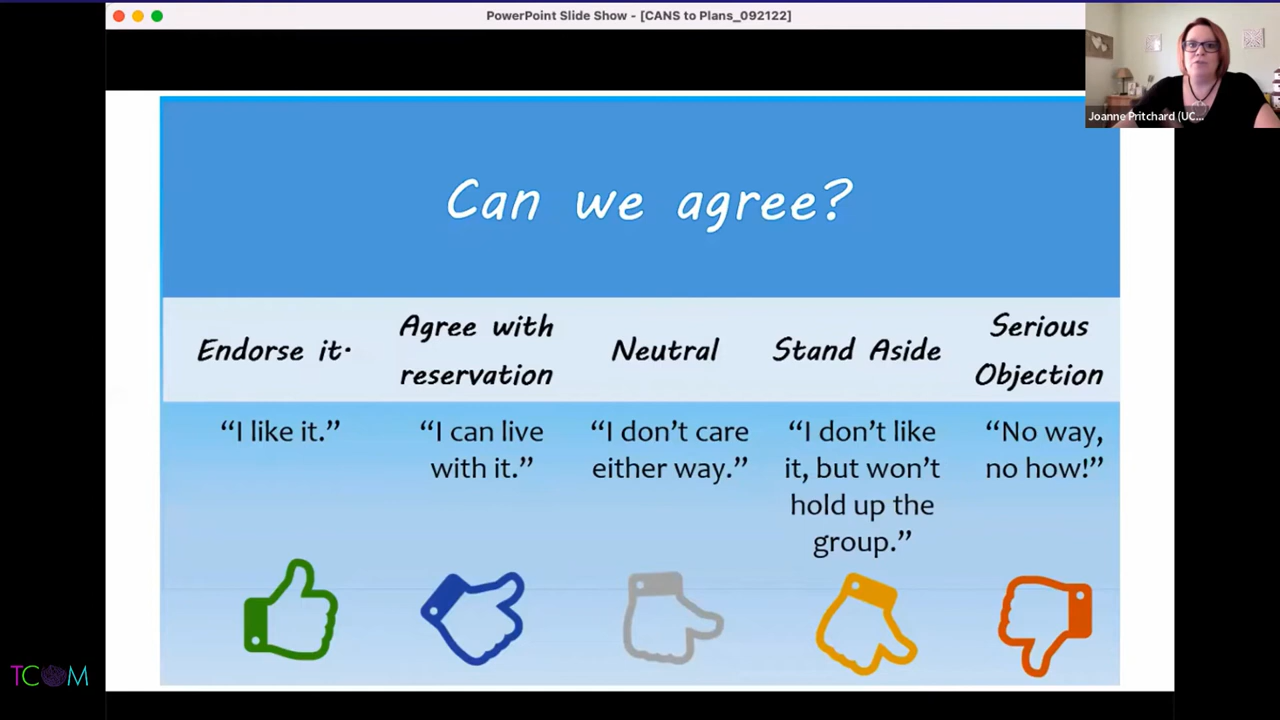 PowerPoint Slide Show - [CANS to Plans_092122]
Joanne Pritchard (UC...
Can we agree?
Endorse it.
Agree with
reservation
Neutral
Stand Aside
Serious
Objection
“I like it.”
“I can live
with it.”
“I don’t care
either way.”
“I don’t like
it, but won’t
hold up the
group.”
“No way,
no how!”
TCOM